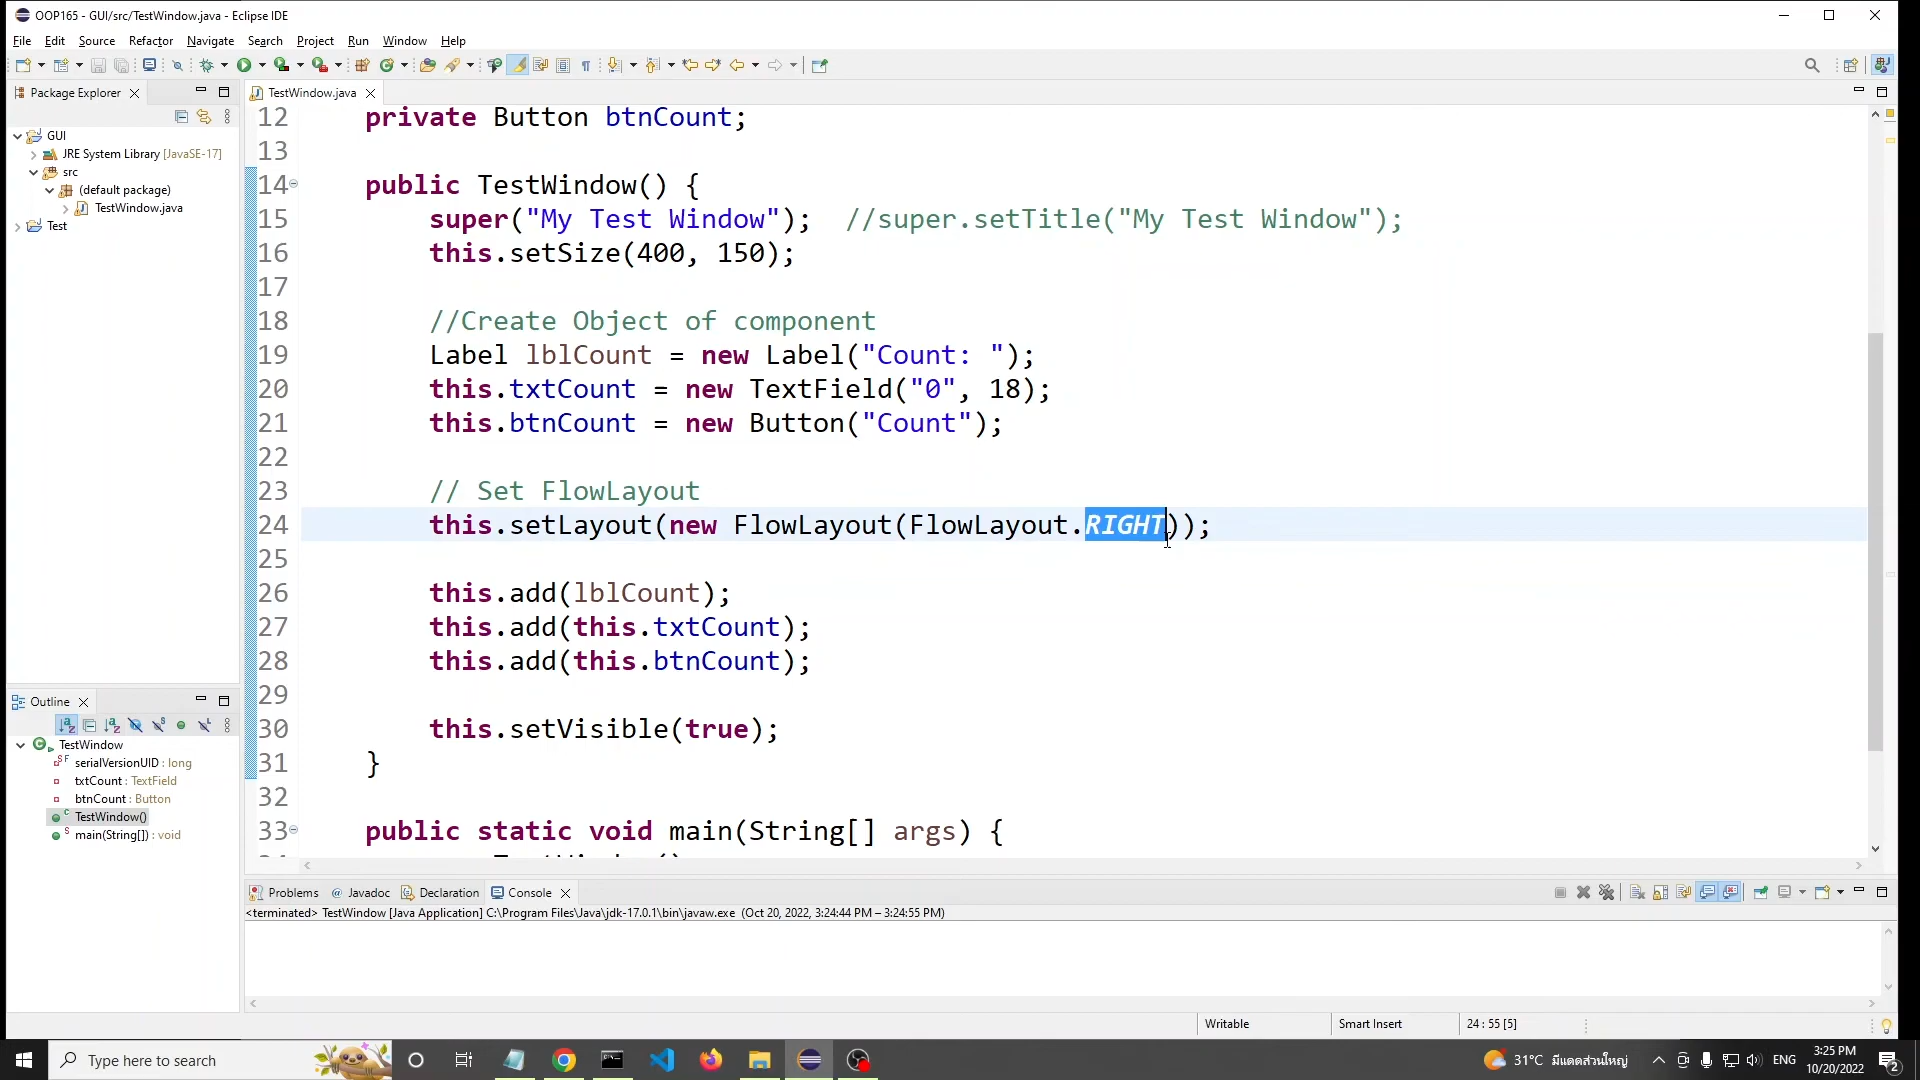 OOP165 - GUI/src/TestWindow.java - Eclipse IDE
File Edit Source Refactor Navigate Search Project Run Window Help
Package Explorer
GUI
JRE System Library [JavaSE-17]
src
(default package)
TestWindow.java
Test
TestWindow.java
12 private Button btnCount;
13
14 public TestWindow() {
15 super("My Test Window"); //super.setTitle("My Test Window");
16 this.setSize(400, 150);
17
18 //Create Object of component
19 Label lblCount = new Label("Count: ");
20 this.txtCount = new TextField("0", 18);
21 this.btnCount = new Button("Count");
22
23 // Set FlowLayout
24 this.setLayout(new FlowLayout(FlowLayout.RIGHT));
25
26 this.add(lblCount);
27 this.add(this.txtCount);
28 this.add(this.btnCount);
29
30 this.setVisible(true);
31 }
32
33 public static void main(String[] args) {
Outline
TestWindow
serialVersionUID : long
txtCount : TextField
btnCount : Button
TestWindow()
main(String[]) : void
Problems Javadoc Declaration Console
<terminated> TestWindow [Java Application] C:\Program Files\Java\jdk-17.0.1\bin\javaw.exe (Oct 20, 2022, 3:24:44 PM – 3:24:55 PM)
Writable Smart Insert 24 : 55 [5]
Type here to search
31°C มีแดดส่วนใหญ่ ENG 3:25 PM
10/20/2022
2